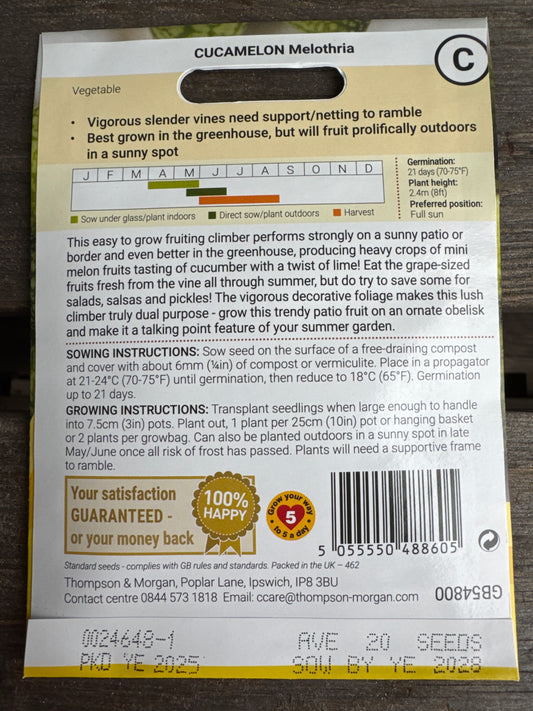 CUCAMELON Melothria
C
Vegetable
• Vigorous slender vines need support/netting to ramble
• Best grown in the greenhouse, but will fruit prolifically outdoors
in a sunny spot
J F M A M J J A S O N D
Sow under glass/plant indoors Direct sow/plant outdoors Harvest
Germination:
21 days (70-75°F)
Plant height:
2.4m (8ft)
Preferred position:
Full sun
This easy to grow fruiting climber performs strongly on a sunny patio or
border and even better in the greenhouse, producing heavy crops of mini
melon fruits tasting of cucumber with a twist of lime! Eat the grape-sized
fruits fresh from the vine all through summer, but do try to save some for
salads, salsas and pickles! The vigorous decorative foliage makes this lush
climber truly dual purpose - grow this trendy patio fruit on an ornate obelisk
and make it a talking point feature of your summer garden.
SOWING INSTRUCTIONS: Sow seed on the surface of a free-draining compost
and cover with about 6mm (¼in) of compost or vermiculite. Place in a propagator
at 21-24°C (70-75°F) until germination, then reduce to 18°C (65°F). Germination
up to 21 days.
GROWING INSTRUCTIONS: Transplant seedlings when large enough to handle
into 7.5cm (3in) pots. Plant out, 1 plant per 25cm (10in) pot or hanging basket
or 2 plants per growbag. Can also be planted outdoors in a sunny spot in late
May/June once all risk of frost has passed. Plants will need a supportive frame
to ramble.
Your satisfaction
GUARANTEED -
or your money back
100%
HAPPY
Grow your way
5
to 5 a day
5 055550 488605
Standard seeds - complies with GB rules and standards. Packed in the UK – 462
Thompson & Morgan, Poplar Lane, Ipswich, IP8 3BU
Contact centre 0844 573 1818 Email: ccare@thompson-morgan.com
GB54800
0024648-1
PKD YE 2025
AVE 20 SEEDS
SOW BY YE 2028